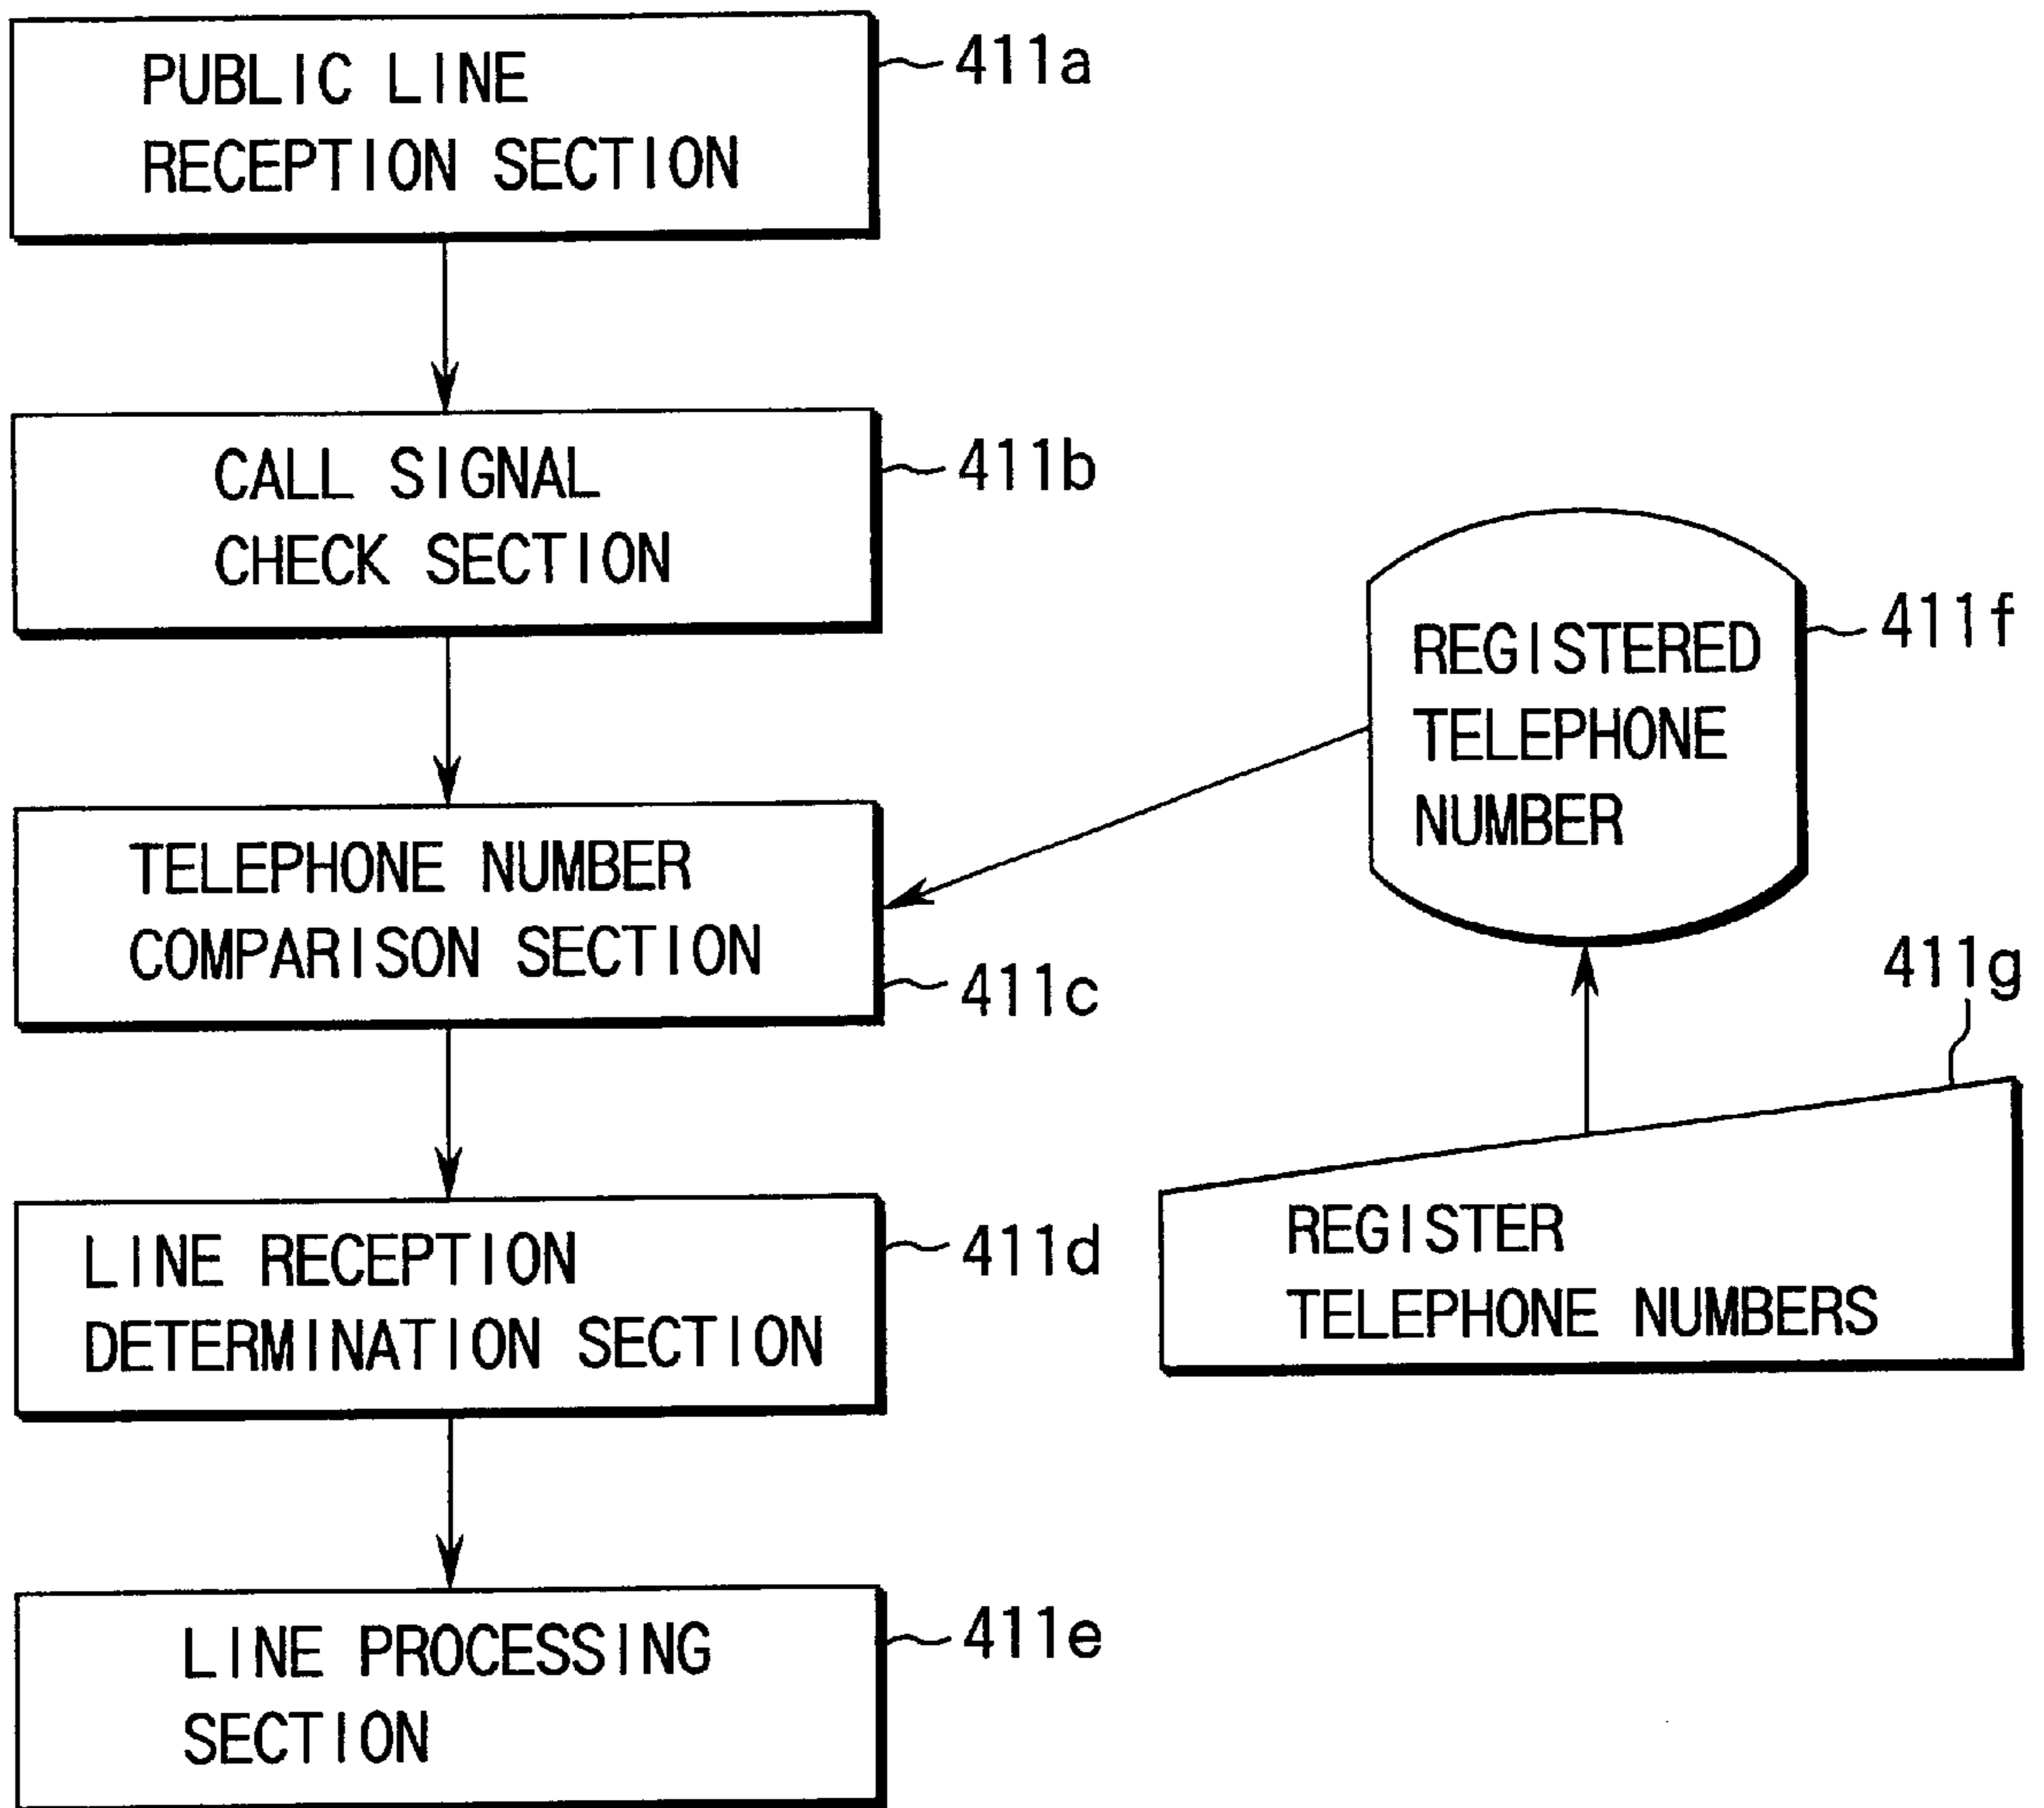 PUBLIC LINE
RECEPTION SECTION
411a
CALL SIGNAL
CHECK SECTION
411b
TELEPHONE NUMBER
COMPARISON SECTION
411c
LINE RECEPTION
DETERMINATION SECTION
411d
LINE PROCESSING
SECTION
411e
REGISTERED
TELEPHONE
NUMBER
411f
411g
REGISTER
TELEPHONE NUMBERS